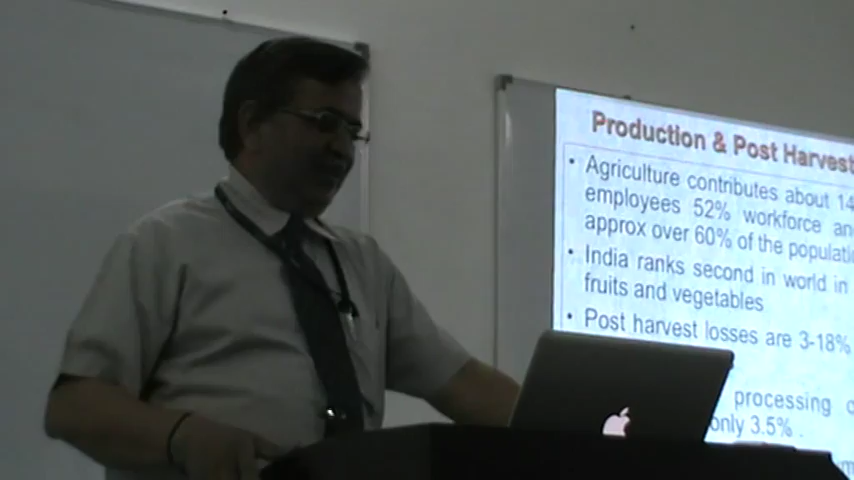 Production & Post Harvest
• Agriculture contributes about 14
employees 52% workforce an
approx over 60% of the populati
• India ranks second in world in
fruits and vegetables
• Post harvest losses are 3-18%
processing
only 3.5% .